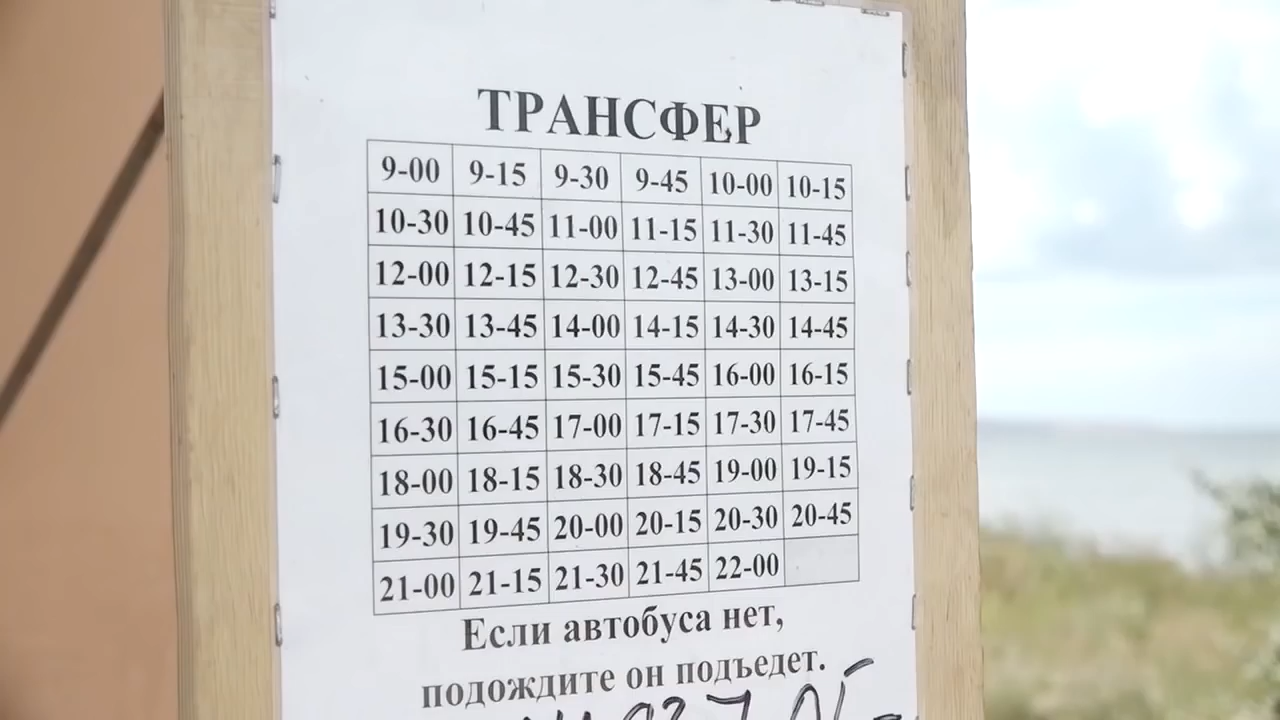 ТРАНСФЕР
9-00 9-15 9-30 9-45 10-00 10-15
10-30 10-45 11-00 11-15 11-30 11-45
12-00 12-15 12-30 12-45 13-00 13-15
13-30 13-45 14-00 14-15 14-30 14-45
15-00 15-15 15-30 15-45 16-00 16-15
16-30 16-45 17-00 17-15 17-30 17-45
18-00 18-15 18-30 18-45 19-00 19-15
19-30 19-45 20-00 20-15 20-30 20-45
21-00 21-15 21-30 21-45 22-00
Если автобуса нет,
подождите он подъедет.